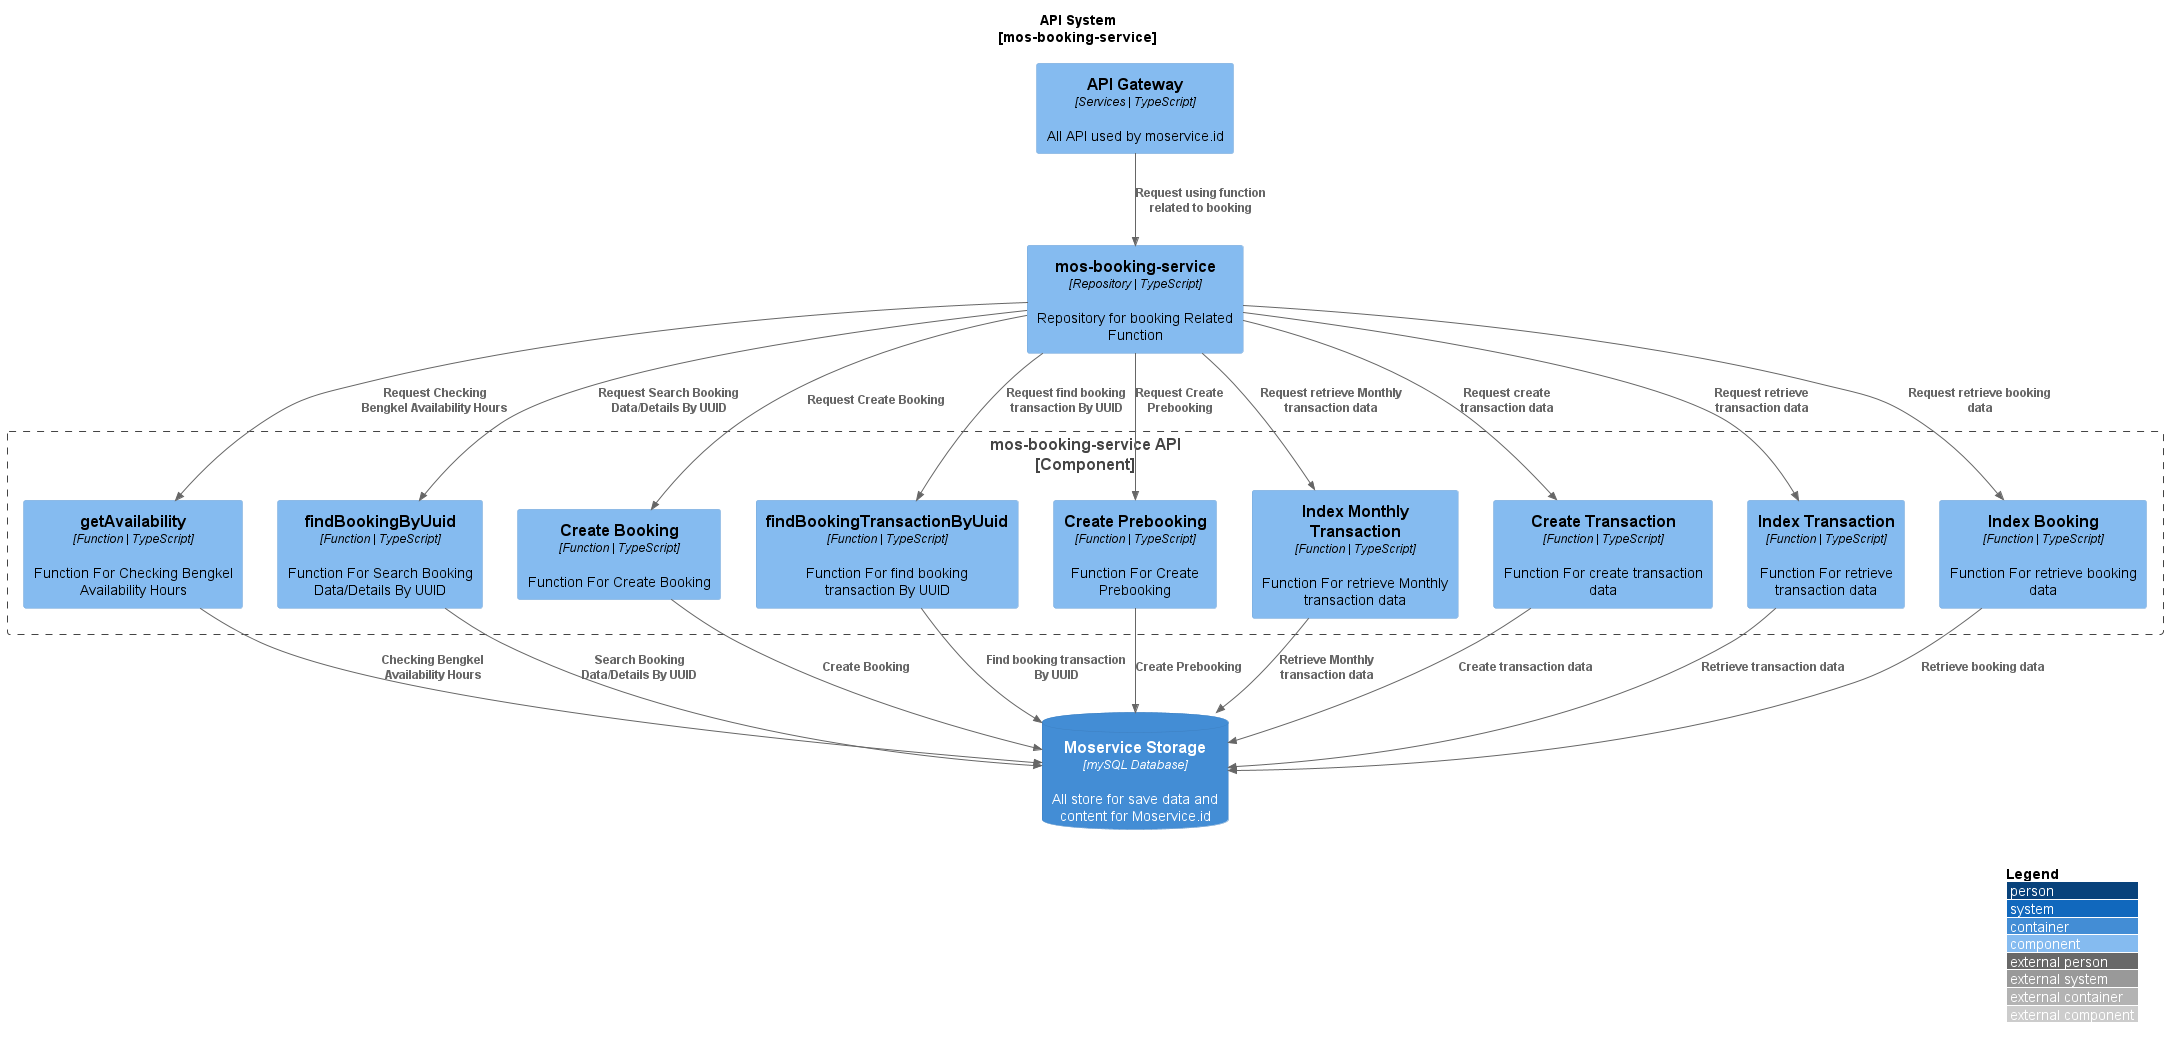 API System
[mos-booking-service]
API Gateway
[Services | TypeScript]
All API used by moservice.id
Request using function
related to booking
mos-booking-service
[Repository | TypeScript]
Repository for booking Related
Function
Request Checking
Bengkel Availability Hours
Request Search Booking
Data/Details By UUID
Request Create Booking
Request find booking
transaction By UUID
Request Create
Prebooking
Request retrieve Monthly
transaction data
Request create
transaction data
Request retrieve
transaction data
Request retrieve booking
data
mos-booking-service API
[Component]
getAvailability
[Function | TypeScript]
Function For Checking Bengkel
Availability Hours
findBookingByUuid
[Function | TypeScript]
Function For Search Booking
Data/Details By UUID
Create Booking
[Function | TypeScript]
Function For Create Booking
findBookingTransactionByUuid
[Function | TypeScript]
Function For find booking
transaction By UUID
Create Prebooking
[Function | TypeScript]
Function For Create
Prebooking
Index Monthly
Transaction
[Function | TypeScript]
Function For retrieve Monthly
transaction data
Create Transaction
[Function | TypeScript]
Function For create transaction
data
Index Transaction
[Function | TypeScript]
Function For retrieve
transaction data
Index Booking
[Function | TypeScript]
Function For retrieve booking
data
Checking Bengkel
Availability Hours
Search Booking
Data/Details By UUID
Create Booking
Find booking transaction
By UUID
Create Prebooking
Retrieve Monthly
transaction data
Create transaction data
Retrieve transaction data
Retrieve booking data
Moservice Storage
[mySQL Database]
All store for save data and
content for Moservice.id
Legend
person
system
container
component
external person
external system
external container
external component